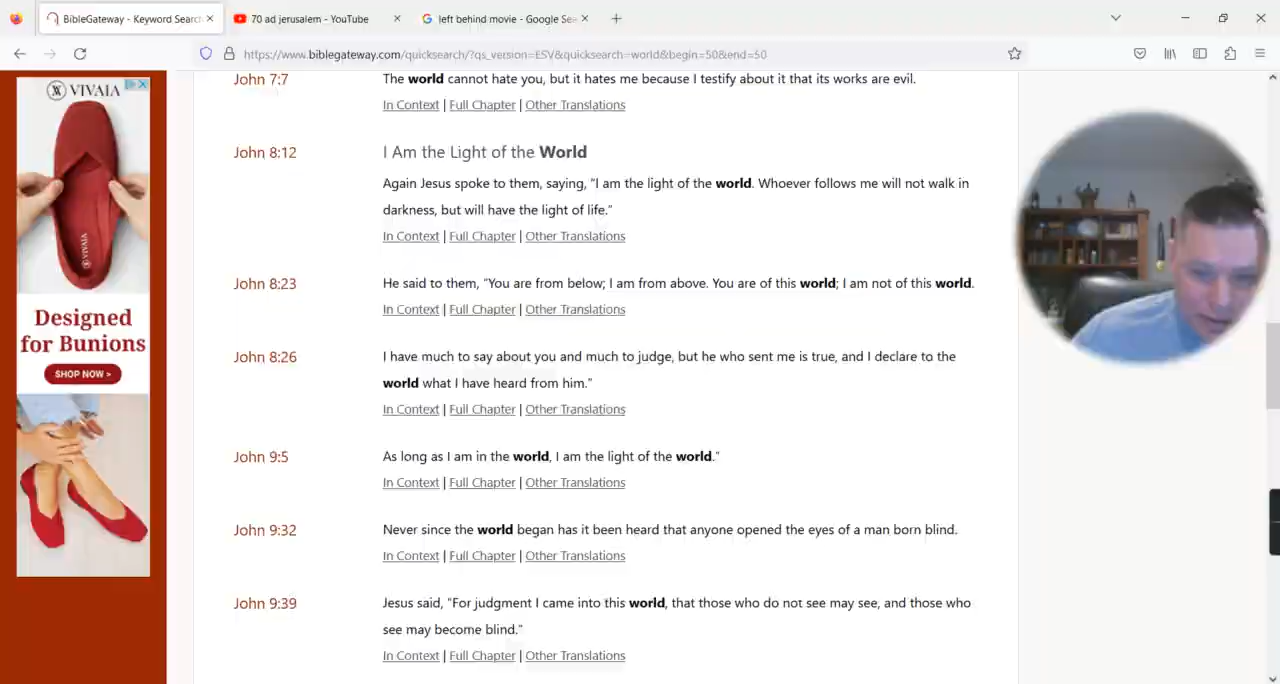 BibleGateway - Keyword Searc
70 ad jerusalem - YouTube
left behind movie - Google Sea
https://www.biblegateway.com/quicksearch/?qs_version=ESV&quicksearch=world&begin=50&end=50
VIVAIA
VIVAIA
Designed
for Bunions
SHOP NOW >
John 7:7
The world cannot hate you, but it hates me because I testify about it that its works are evil.
In Context | Full Chapter | Other Translations
John 8:12
I Am the Light of the World
Again Jesus spoke to them, saying, “I am the light of the world. Whoever follows me will not walk in
darkness, but will have the light of life.”
In Context | Full Chapter | Other Translations
John 8:23
He said to them, “You are from below; I am from above. You are of this world; I am not of this world.
In Context | Full Chapter | Other Translations
John 8:26
I have much to say about you and much to judge, but he who sent me is true, and I declare to the
world what I have heard from him.”
In Context | Full Chapter | Other Translations
John 9:5
As long as I am in the world, I am the light of the world.”
In Context | Full Chapter | Other Translations
John 9:32
Never since the world began has it been heard that anyone opened the eyes of a man born blind.
In Context | Full Chapter | Other Translations
John 9:39
Jesus said, “For judgment I came into this world, that those who do not see may see, and those who
see may become blind.”
In Context | Full Chapter | Other Translations